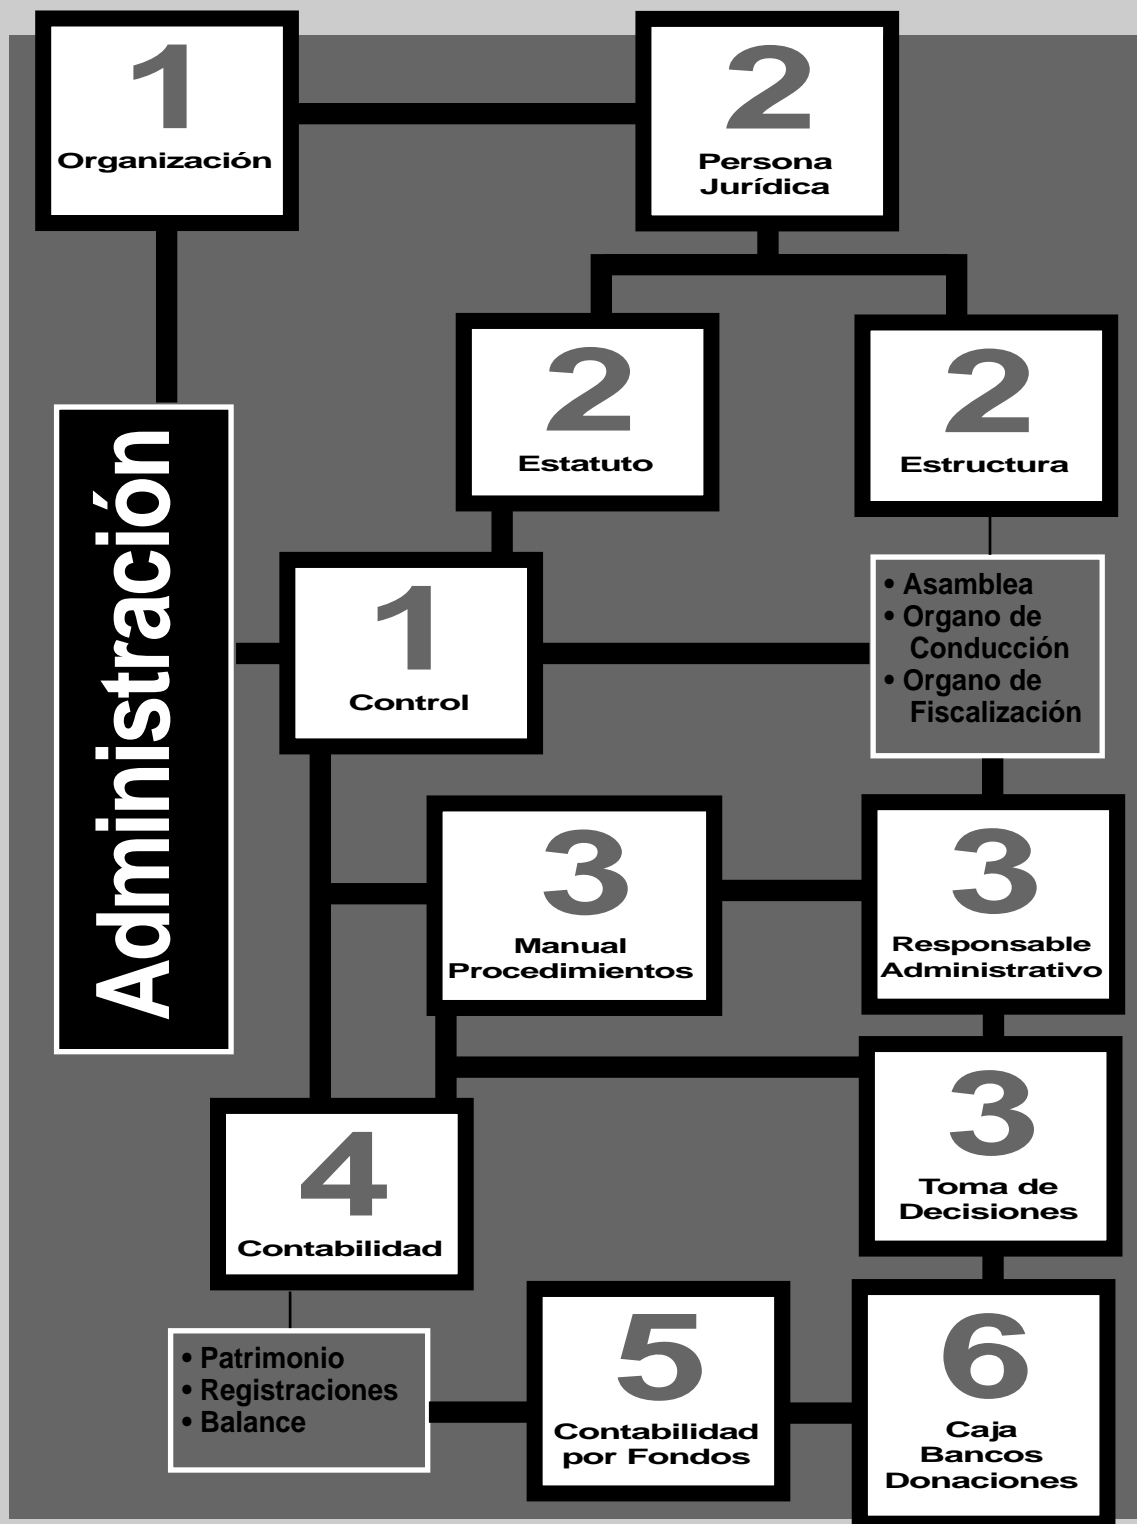 1
Organización
2
Persona
Jurídica
2
Estatuto
2
Estructura
Administración
1
Control
• Asamblea
• Organo de
Conducción
• Organo de
Fiscalización
3
Manual
Procedimientos
3
Responsable
Administrativo
3
Toma de
Decisiones
4
Contabilidad
• Patrimonio
• Registraciones
• Balance
5
Contabilidad
por Fondos
6
Caja
Bancos
Donaciones